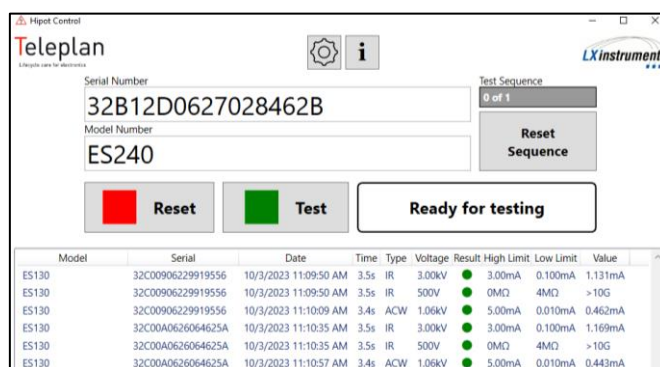 Hipot Control
Teleplan
Lifecycle care for electronics
i
LXinstruments
Serial Number
32B12D0627028462B
Test Sequence
0 of 1
Model Number
ES240
Reset Sequence
Reset
Test
Ready for testing
Model Serial Date Time Type Voltage Result High Limit Low Limit Value
ES130 32C00906229919556 10/3/2023 11:09:50 AM 3.5s IR 3.00kV 3.00mA 0.100mA 1.131mA
ES130 32C00906229919556 10/3/2023 11:09:50 AM 3.5s IR 500V 0MΩ 4MΩ >10G
ES130 32C00906229919556 10/3/2023 11:10:09 AM 3.4s ACW 1.06kV 5.00mA 0.010mA 0.462mA
ES130 32C00A0626064625A 10/3/2023 11:10:35 AM 3.5s IR 3.00kV 3.00mA 0.100mA 1.169mA
ES130 32C00A0626064625A 10/3/2023 11:10:35 AM 3.5s IR 500V 0MΩ 4MΩ >10G
ES130 32C00A0626064625A 10/3/2023 11:10:57 AM 3.4s ACW 1.06kV 5.00mA 0.010mA 0.443mA